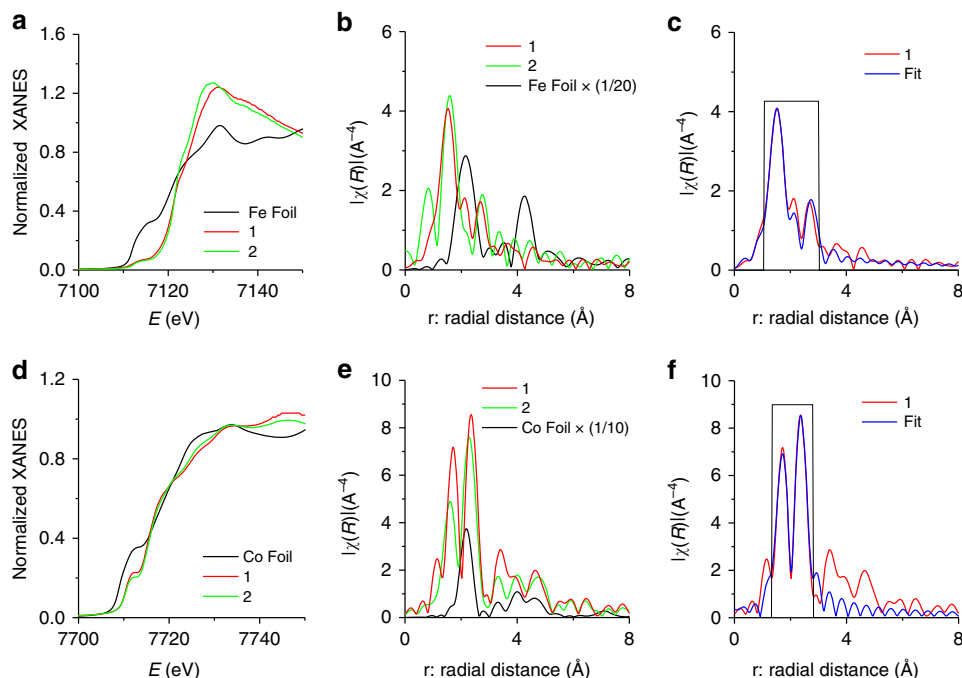 a
Normalized XANES
1.6
1.2
0.8
0.4
0.0
7100
7120
7140
E (eV)
Fe Foil
1
2
b
|χ(R)|(A⁻⁴)
6
4
2
0
0
4
8
r: radial distance (Å)
1
2
Fe Foil × (1/20)
c
|χ(R)|(A⁻⁴)
6
4
2
0
0
4
8
r: radial distance (Å)
1
Fit
d
Normalized XANES
1.2
0.8
0.4
0.0
7700
7720
7740
E (eV)
Co Foil
1
2
e
|χ(R)|(A⁻⁴)
10
8
6
4
2
0
0
4
8
r: radial distance (Å)
1
2
Co Foil × (1/10)
f
|χ(R)|(A⁻⁴)
10
8
6
4
2
0
0
4
8
r: radial distance (Å)
1
Fit